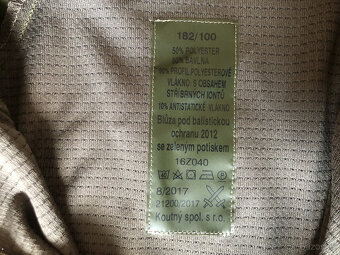 182/100
50% POLYESTER
50% BAVLNA
90% PROFIL POLYESTEROVÉ
VLÁKNO S OBSAHEM
STŘÍBRNÝCH IONTŮ
10% ANTISTATICKÉ VLÁKNO
Blůza pod balistickou
ochranu 2012
se zeleným potiskem
16Z040
8/2017
21200/2017
Koutný spol. s r.o.